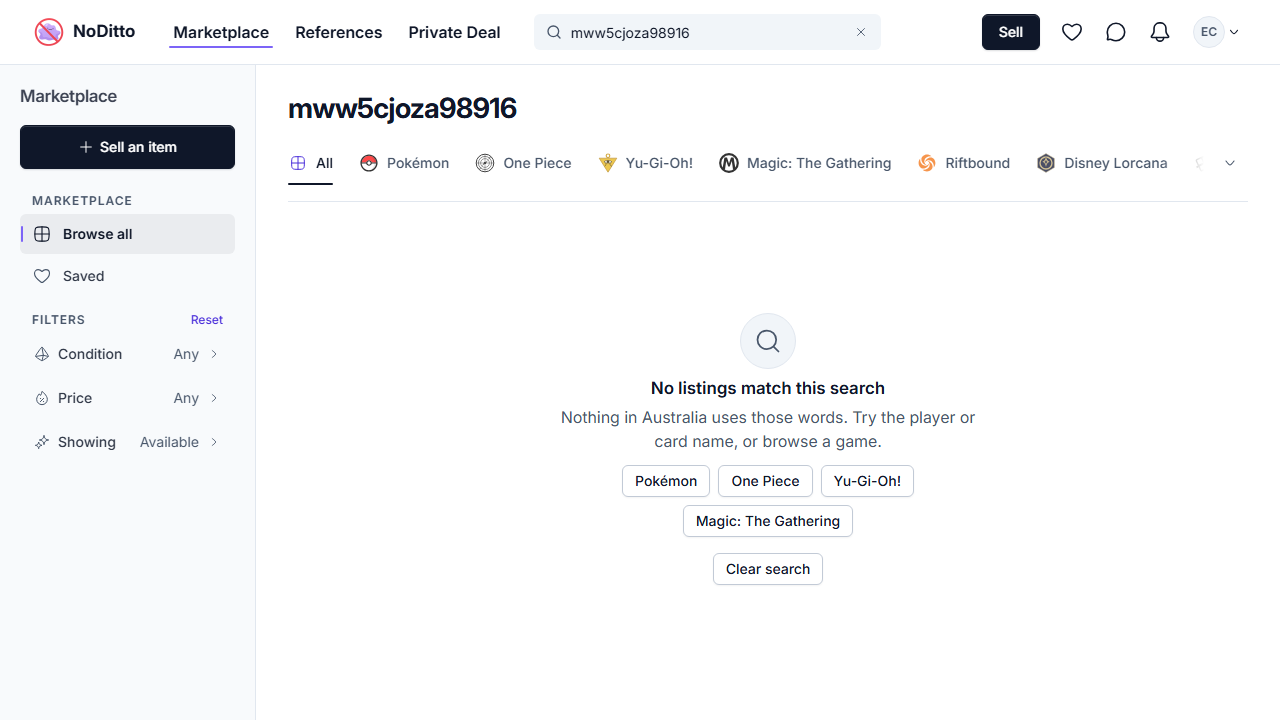 NoDitto
Marketplace
References
Private Deal
mww5cjoza98916
Sell
EC
Marketplace
Sell an item
MARKETPLACE
Browse all
Saved
FILTERS
Reset
Condition
Any
Price
Any
Showing
Available
mww5cjoza98916
All
Pokémon
One Piece
Yu-Gi-Oh!
Magic: The Gathering
Riftbound
Disney Lorcana
No listings match this search
Nothing in Australia uses those words. Try the player or
card name, or browse a game.
Pokémon
One Piece
Yu-Gi-Oh!
Magic: The Gathering
Clear search